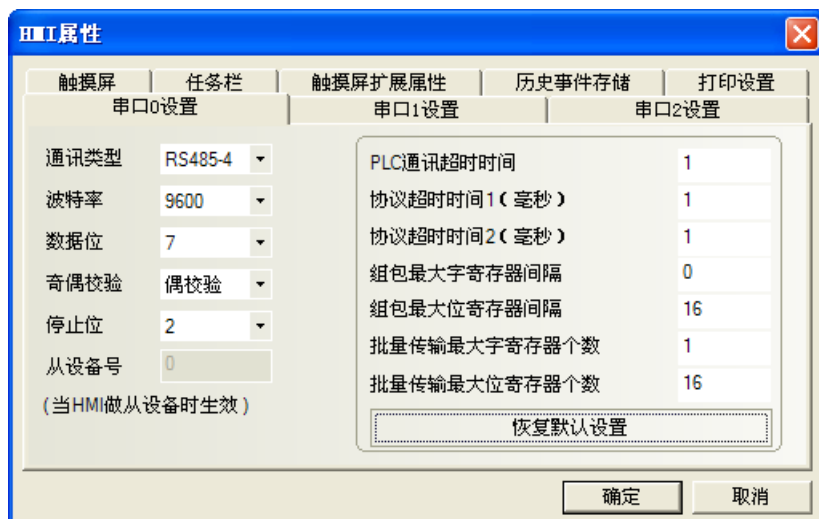 HMI属性
触摸屏 任务栏 触摸屏扩展属性 历史事件存储 打印设置
串口0设置 串口1设置 串口2设置
通讯类型 RS485-4
波特率 9600
数据位 7
奇偶校验 偶校验
停止位 2
从设备号 0
(当HMI做从设备时生效)
PLC通讯超时时间 1
协议超时时间1(毫秒) 1
协议超时时间2(毫秒) 1
组包最大字寄存器间隔 0
组包最大位寄存器间隔 16
批量传输最大字寄存器个数 1
批量传输最大位寄存器个数 16
恢复默认设置
确定 取消